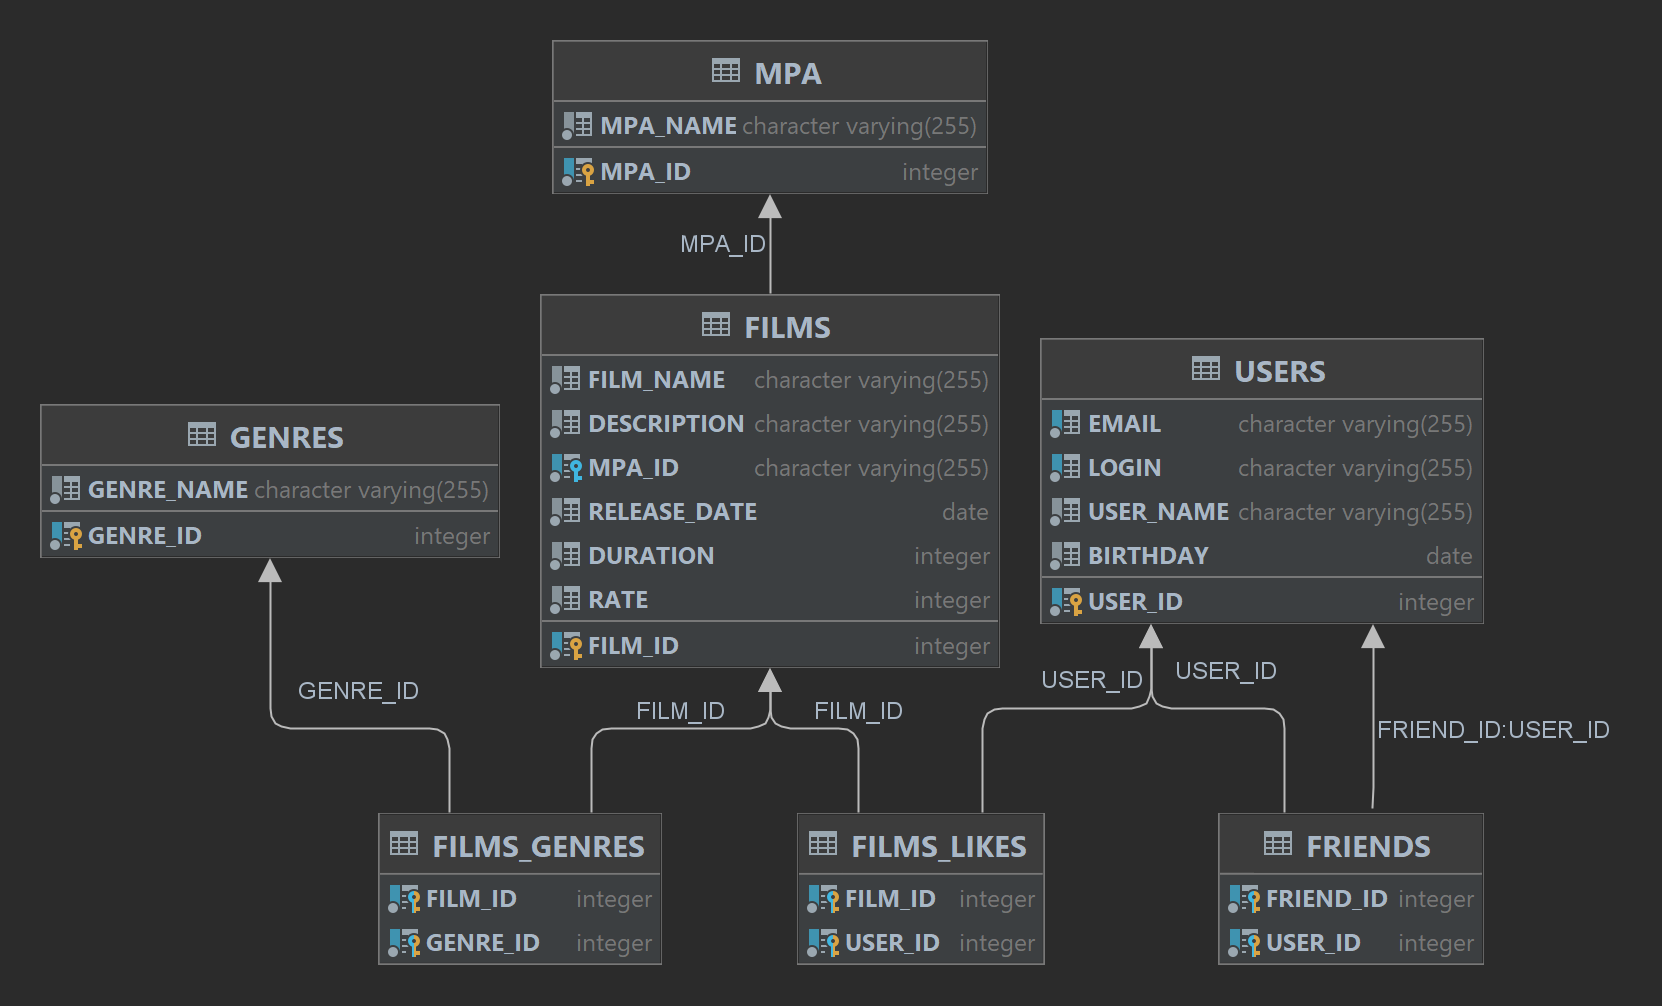 MPA
MPA_NAME character varying(255)
MPA_ID integer
MPA_ID
FILMS
FILM_NAME character varying(255)
DESCRIPTION character varying(255)
MPA_ID character varying(255)
RELEASE_DATE date
DURATION integer
RATE integer
FILM_ID integer
USERS
EMAIL character varying(255)
LOGIN character varying(255)
USER_NAME character varying(255)
BIRTHDAY date
USER_ID integer
GENRES
GENRE_NAME character varying(255)
GENRE_ID integer
GENRE_ID
FILM_ID
FILM_ID
USER_ID
USER_ID
FRIEND_ID:USER_ID
FILMS_GENRES
FILM_ID integer
GENRE_ID integer
FILMS_LIKES
FILM_ID integer
USER_ID integer
FRIENDS
FRIEND_ID integer
USER_ID integer